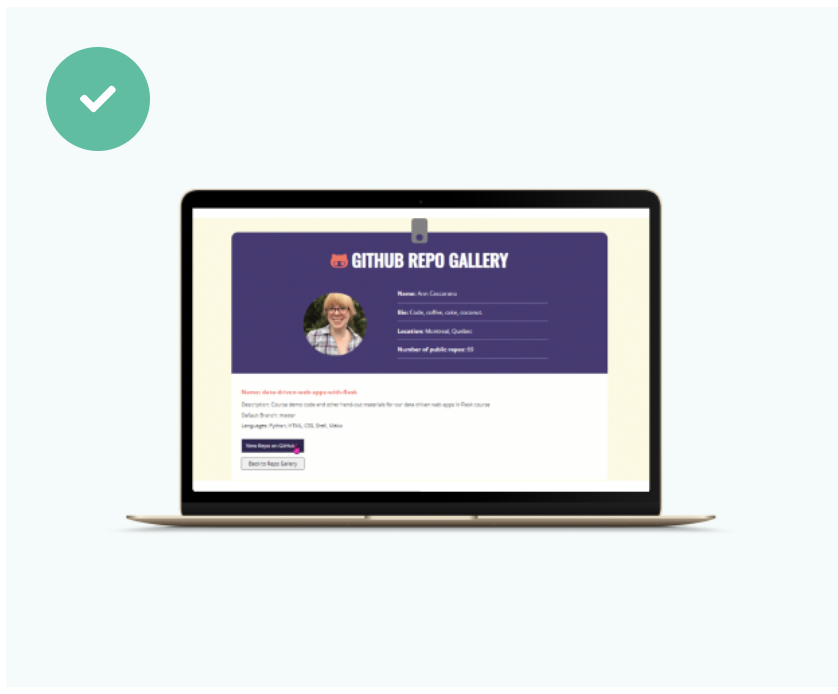 GITHUB REPO GALLERY
Name: Ann Cascarano
Bio: Code, coffee, cake, coconut.
Location: Montreal, Quebec
Number of public repos: 69
Name: data-driven-web-apps-with-flask
Description: Course demo code and other hand-out materials for our data driven web apps in Flask course
Default Branch: master
Languages: Python, HTML, CSS, Shell, Mako
View Repo on GitHub
Back to Repo Gallery